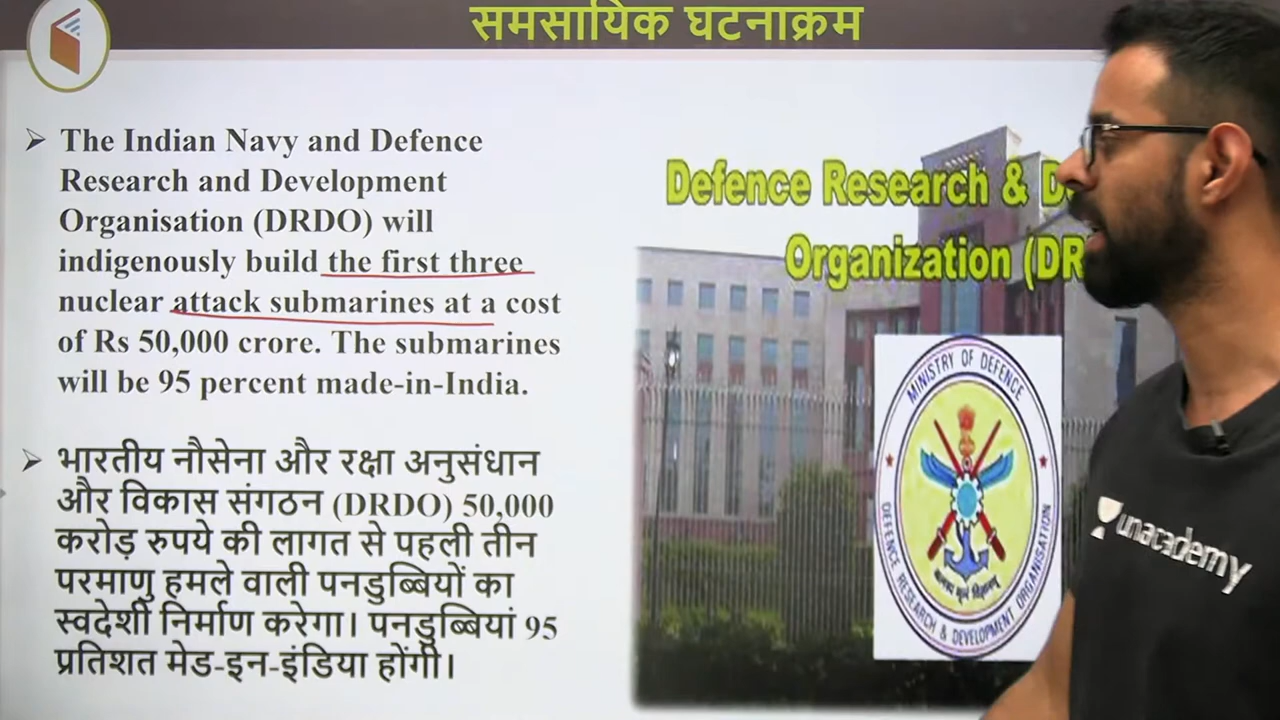 समसायिक घटनाक्रम
The Indian Navy and Defence
Research and Development
Organisation (DRDO) will
indigenously build the first three
nuclear attack submarines at a cost
of Rs 50,000 crore. The submarines
will be 95 percent made-in-India.
भारतीय नौसेना और रक्षा अनुसंधान
और विकास संगठन (DRDO) 50,000
करोड़ रुपये की लागत से पहली तीन
परमाणु हमले वाली पनडुब्बियों का
स्वदेशी निर्माण करेगा। पनडुब्बियां 95
प्रतिशत मेड-इन-इंडिया होंगी।
Defence Research & D
Organization (DR
MINISTRY OF DEFENCE
DEFENCE RESEARCH & DEVELOPMENT ORGANISATION
बलस्य मूलं विज्ञानम्
unacademy